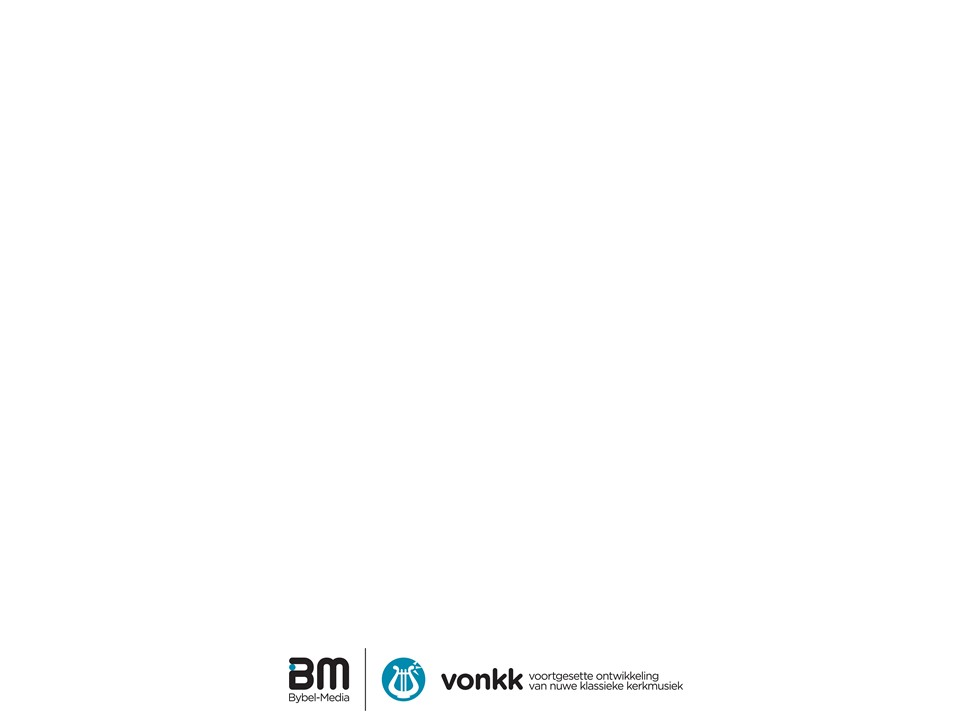 BM
Bybel-Media
vonkk
voortgesette ontwikkeling
van nuwe klassieke kerkmusiek